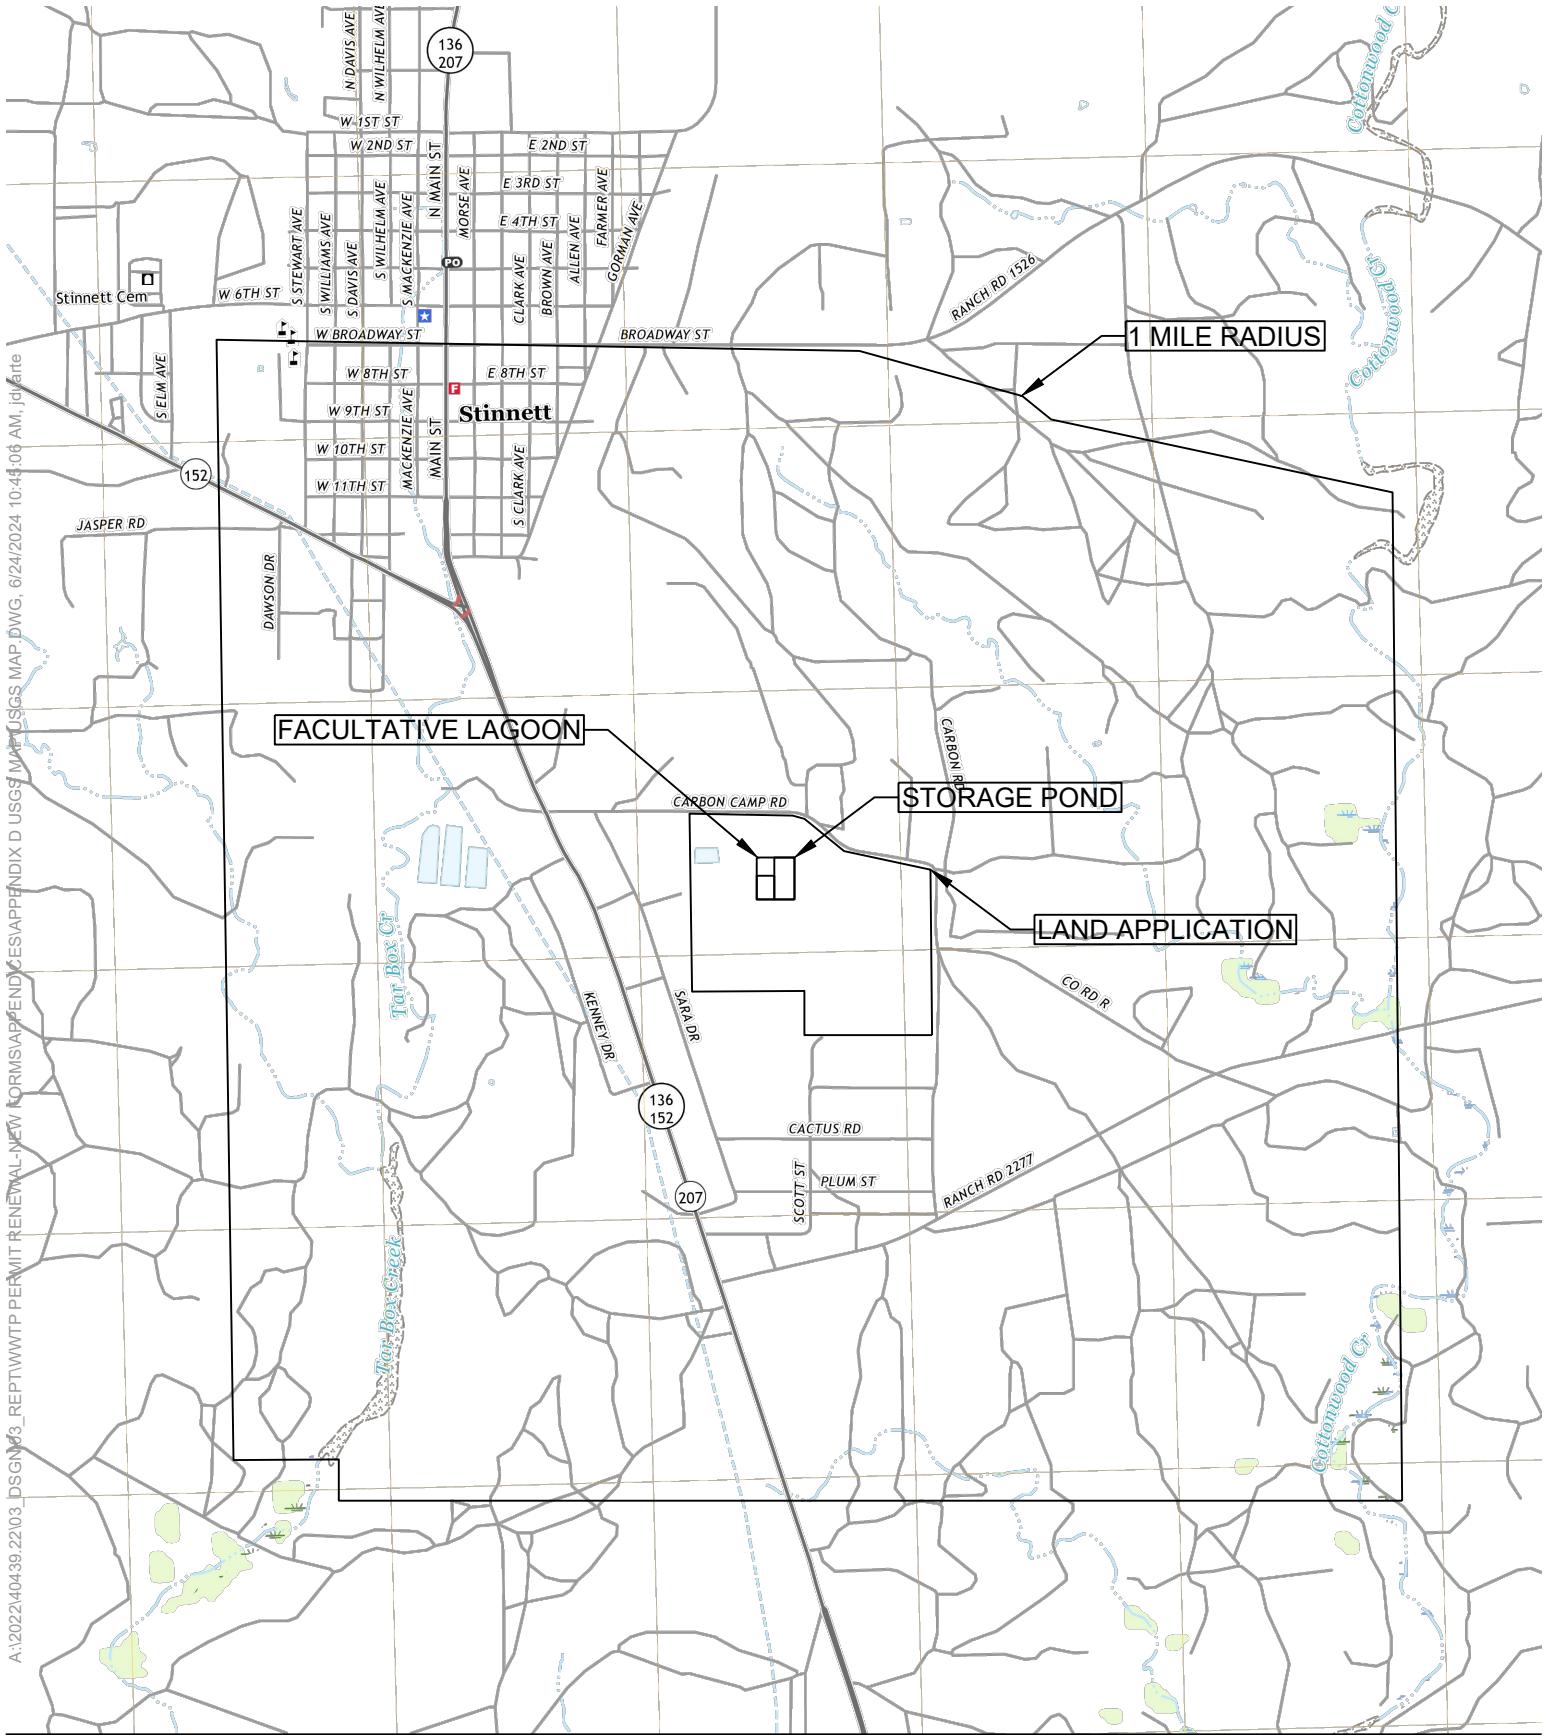 N DAVIS AVE
N WILHELM AVE
136
207
Cottonwood Cr
W 1ST ST
W 2ND ST
E 2ND ST
N MAIN ST
MORSE AVE
E 3RD ST
E 4TH ST
FARMER AVE
GORMAN AVE
S STEWART AVE
S WILLIAMS AVE
S DAVIS AVE
S WILHELM AVE
S MACKENZIE AVE
PO
CLARK AVE
BROWN AVE
ALLEN AVE
Stinnett Cem
W 6TH ST
RANCH RD 1526
Cottonwood Cr
W BROADWAY ST
BROADWAY ST
1 MILE RADIUS
S ELM AVE
W 8TH ST
E 8TH ST
F
W 9TH ST
MACKENZIE AVE
Stinnett
W 10TH ST
MAIN ST
S CLARK AVE
152
W 11TH ST
JASPER RD
DAWSON DR
FACULTATIVE LAGOON
CARBON RD
STORAGE POND
CARBON CAMP RD
LAND APPLICATION
Tar Box Cr
CO RD R
KENNEY DR
SARA DR
136
152
CACTUS RD
SCOTT ST
PLUM ST
RANCH RD 2277
207
Tar Box Creek
Cottonwood Cr
A:\2022\40439.22\03_DSGN\03_REPT\WWTP PERMIT RENEWAL-NEW FORMS\APPENDICES\APPENDIX D USGS MAP\USGS MAP.DWG, 6/24/2024 10:45:06 AM, jduarte